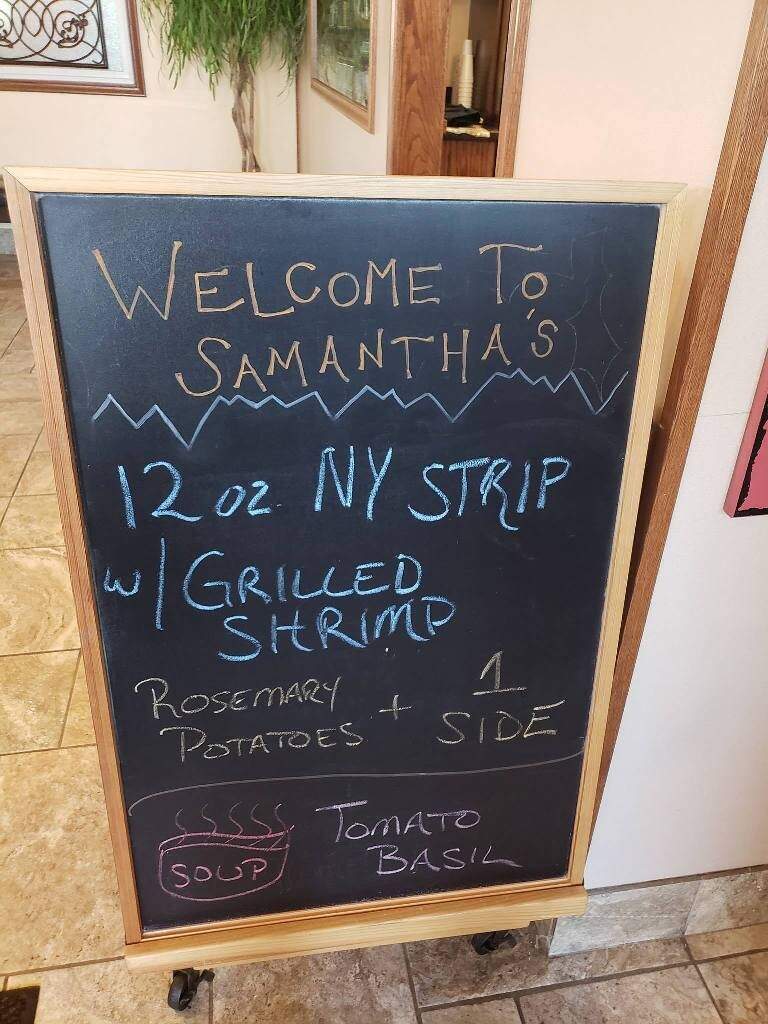 WELCOME TO
SAMANTHA'S
12 oz NY STRIP
w/ GRILLED
SHRIMP
ROSEMARY
POTATOES + 1
SIDE
SOUP
TOMATO
BASIL